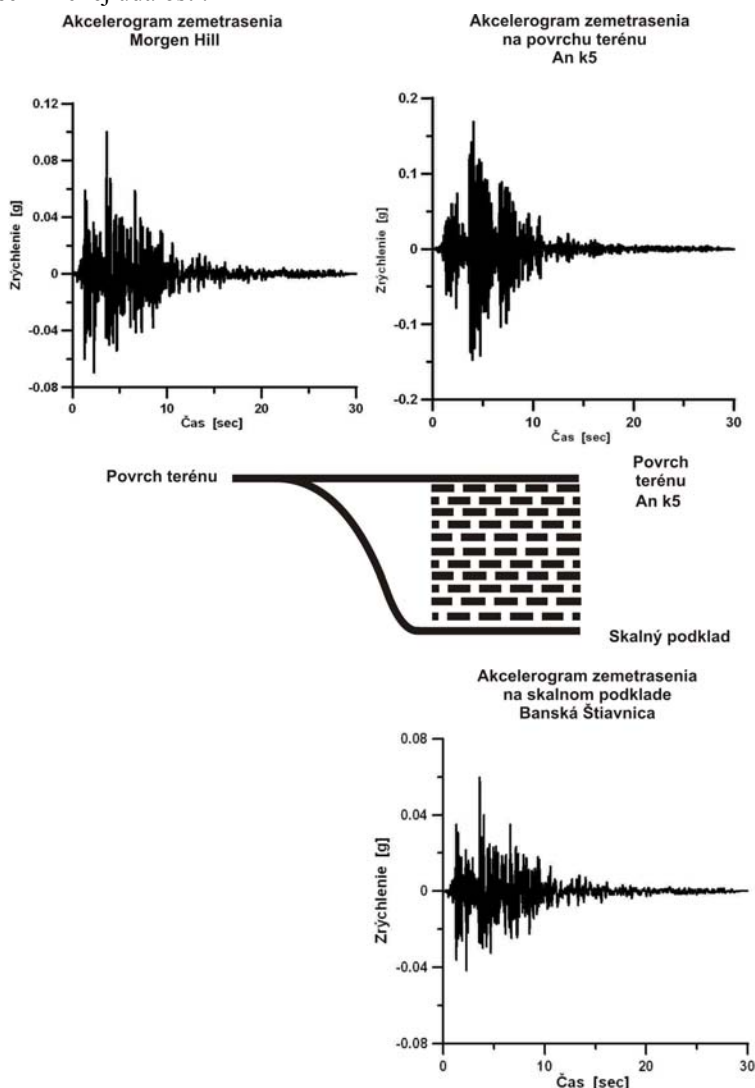 Akcelerogram zemetrasenia
Morgen Hill
0.12
0.08
0.04
0
-0.04
-0.08
Zrýchlenie [g]
0
10
20
30
Čas [sec]
Akcelerogram zemetrasenia
na povrchu terénu
An k5
0.2
0.1
0
-0.1
-0.2
Zrýchlenie [g]
0
10
20
30
Čas [sec]
Povrch terénu
Povrch
terénu
An k5
Skalný podklad
Akcelerogram zemetrasenia
na skalnom podklade
Banská Štiavnica
0.08
0.04
0
-0.04
-0.08
Zrýchlenie [g]
0
10
20
30
Čas [sec]